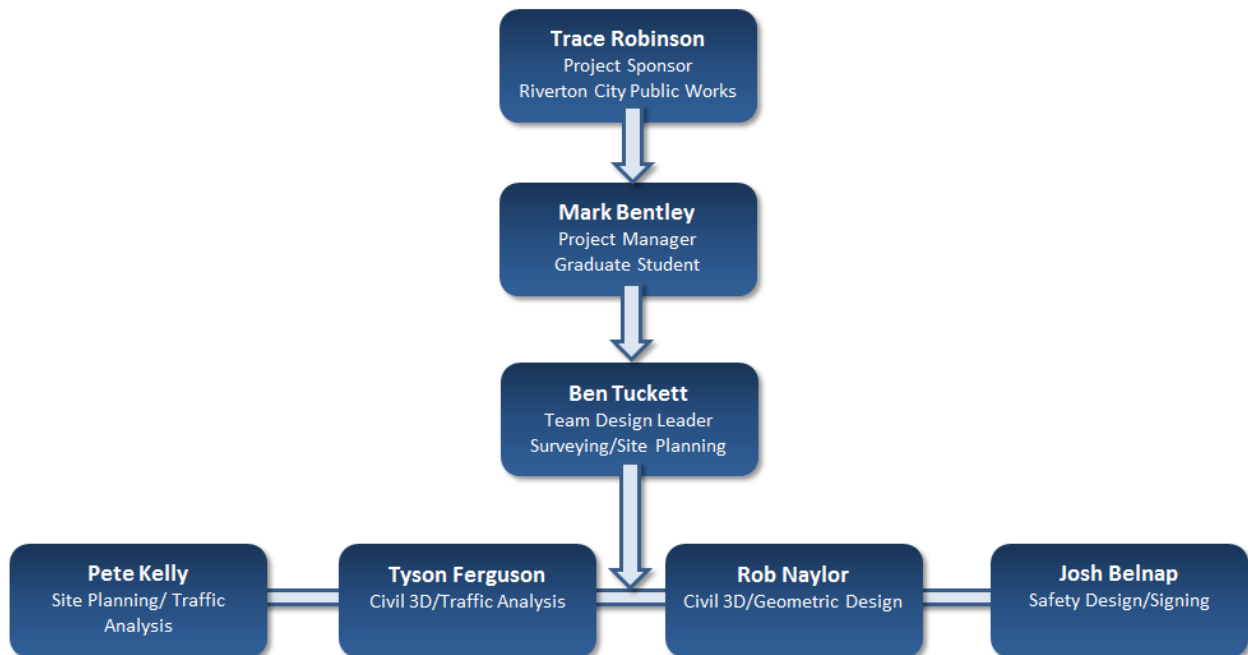 Trace Robinson
Project Sponsor
Riverton City Public Works
Mark Bentley
Project Manager
Graduate Student
Ben Tuckett
Team Design Leader
Surveying/Site Planning
Pete Kelly
Site Planning/ Traffic
Analysis
Tyson Ferguson
Civil 3D/Traffic Analysis
Rob Naylor
Civil 3D/Geometric Design
Josh Belnap
Safety Design/Signing